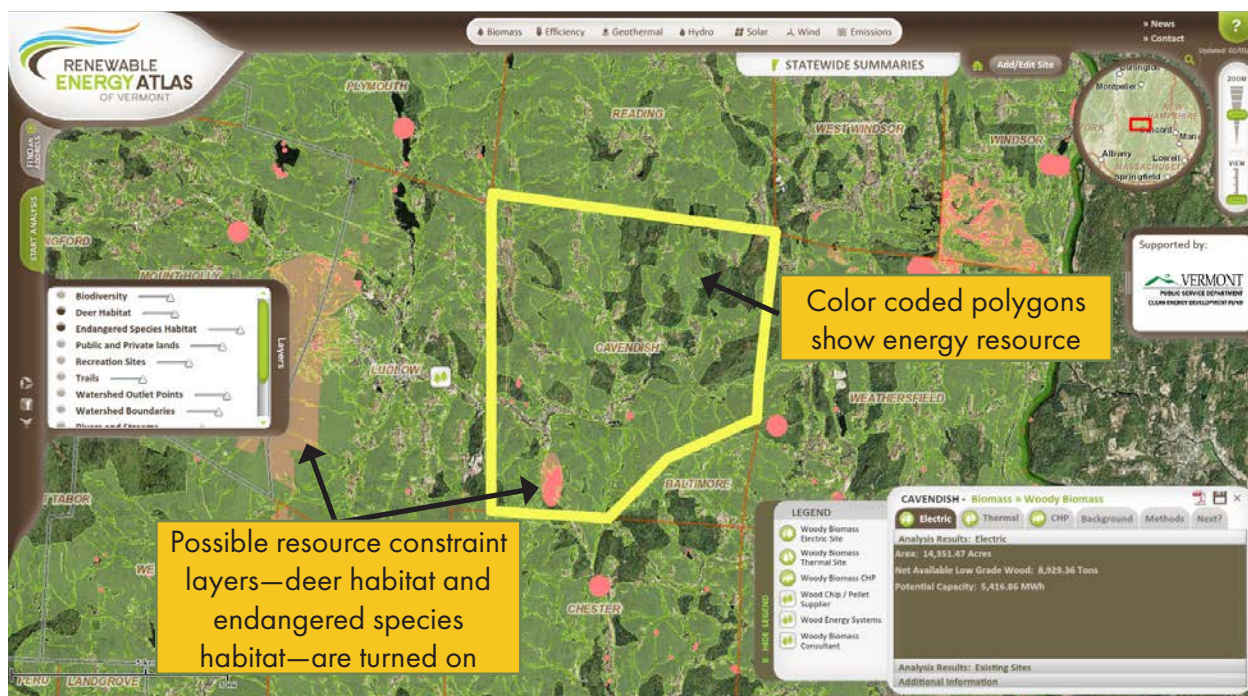 RENEWABLE
ENERGY ATLAS
OF VERMONT
Biomass Efficiency Geothermal Hydro Solar Wind Emissions
» News
» Contact
?
STATEWIDE SUMMARIES
Add/Edit Site
ZOOM
VIEW
Montpelier
NEW
HAMPSHIRE
Concord
Albany
Lowell
MASSACHUSETTS
Springfield
START ANALYSIS
PLYMOUTH
READING
WEST WINDSOR
WINDSOR
MOUNT HOLLY
LUDLOW
CAVENDISH
WEATHERSFIELD
BALTIMORE
CHESTER
PERU
LANDGROVE
Supported by:
VERMONT
PUBLIC SERVICE DEPARTMENT
CLEAN ENERGY DEVELOPMENT FUND
Biodiversity
Deer Habitat
Endangered Species Habitat
Public and Private lands
Recreation Sites
Trails
Watershed Outlet Points
Watershed Boundaries
Rivers and Streams
Layers
Color coded polygons
show energy resource
Possible resource constraint
layers—deer habitat and
endangered species
habitat—are turned on
HIDE LEGEND
LEGEND
Woody Biomass
Electric Site
Woody Biomass
Thermal Site
Woody Biomass CHP
Wood Chip / Pellet
Supplier
Wood Energy Systems
Woody Biomass
Consultant
CAVENDISH - Biomass » Woody Biomass
Electric Thermal CHP Background Methods Next?
Analysis Results: Electric
Area: 14,351.47 Acres
Net Available Low Grade Wood: 8,929.36 Tons
Potential Capacity: 5,416.86 MWh
Analysis Results: Existing Sites
Additional Information